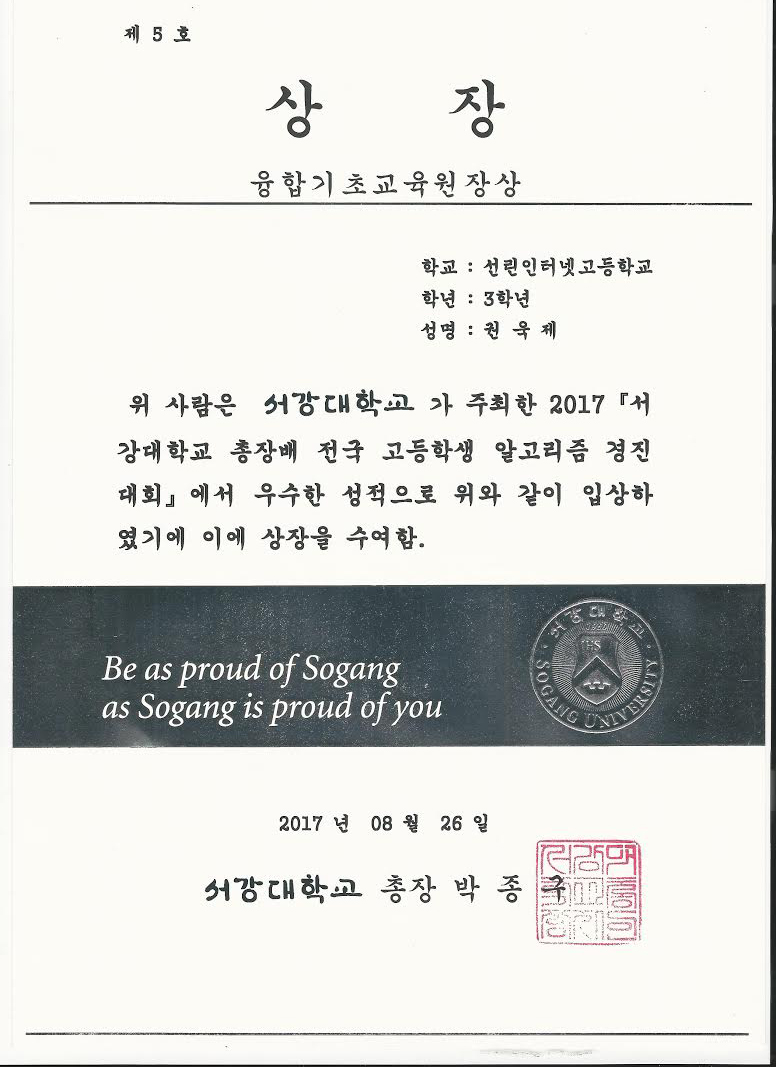 제 5 호
상 장
융합기초교육원장상
학교 : 선린인터넷고등학교
학년 : 3학년
성명 : 권 욱 제
위 사람은 서강대학교 가 주최한 2017 『서
강대학교 총장배 전국 고등학생 알고리즘 경진
대회』에서 우수한 성적으로 위와 같이 입상하
였기에 이에 상장을 수여함.
Be as proud of Sogang
as Sogang is proud of you
서강대학교
SOGANG UNIVERSITY
2017 년 08 월 26 일
서강대학교 총장 박 종 구